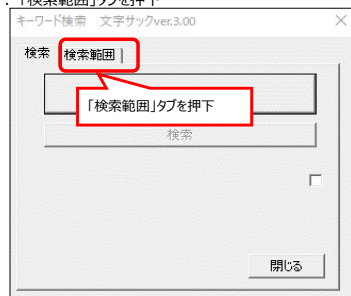 .「検索範囲」タブを押下
キーワード検索　文字サックver.3.00
検索 検索範囲
「検索範囲」タブを押下
検索
閉じる